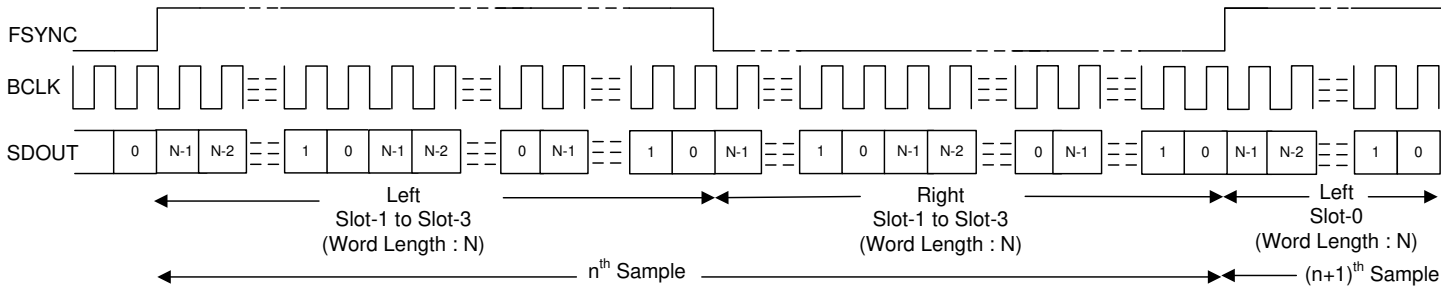 FSYNC
BCLK
SDOUT 0 N-1 N-2 1 0 N-1 N-2 0 N-1 1 0 N-1 1 0 N-1 N-2 0 N-1 1 0 N-1 N-2 1 0
Left Right Left
Slot-1 to Slot-3 Slot-1 to Slot-3 Slot-0
(Word Length : N) (Word Length : N) (Word Length : N)
nth Sample (n+1)th Sample